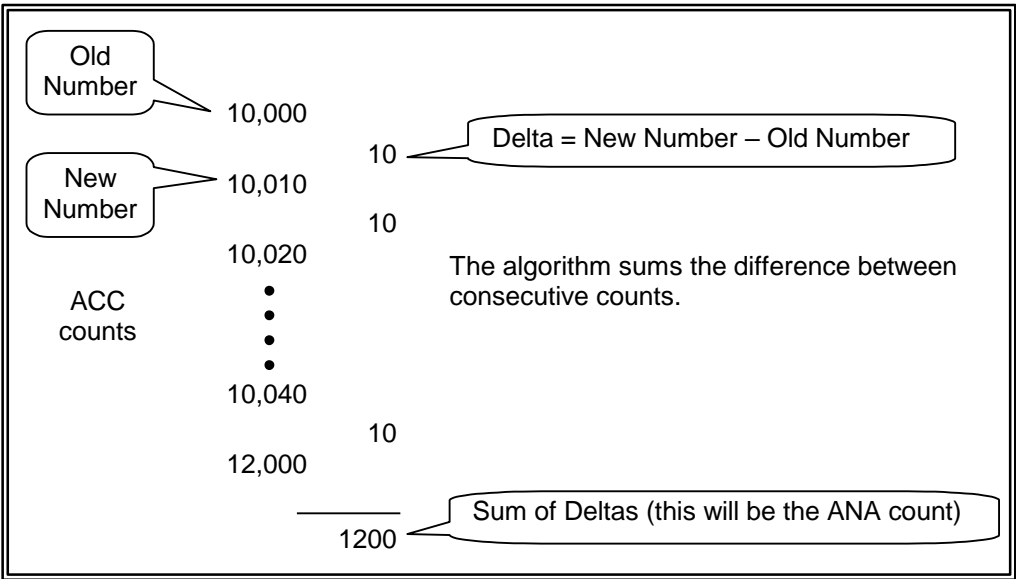 Old
Number
10,000
Delta = New Number – Old Number
10
New
Number
10,010
10
10,020
The algorithm sums the difference between
consecutive counts.
ACC
counts
10,040
10
12,000
Sum of Deltas (this will be the ANA count)
1200